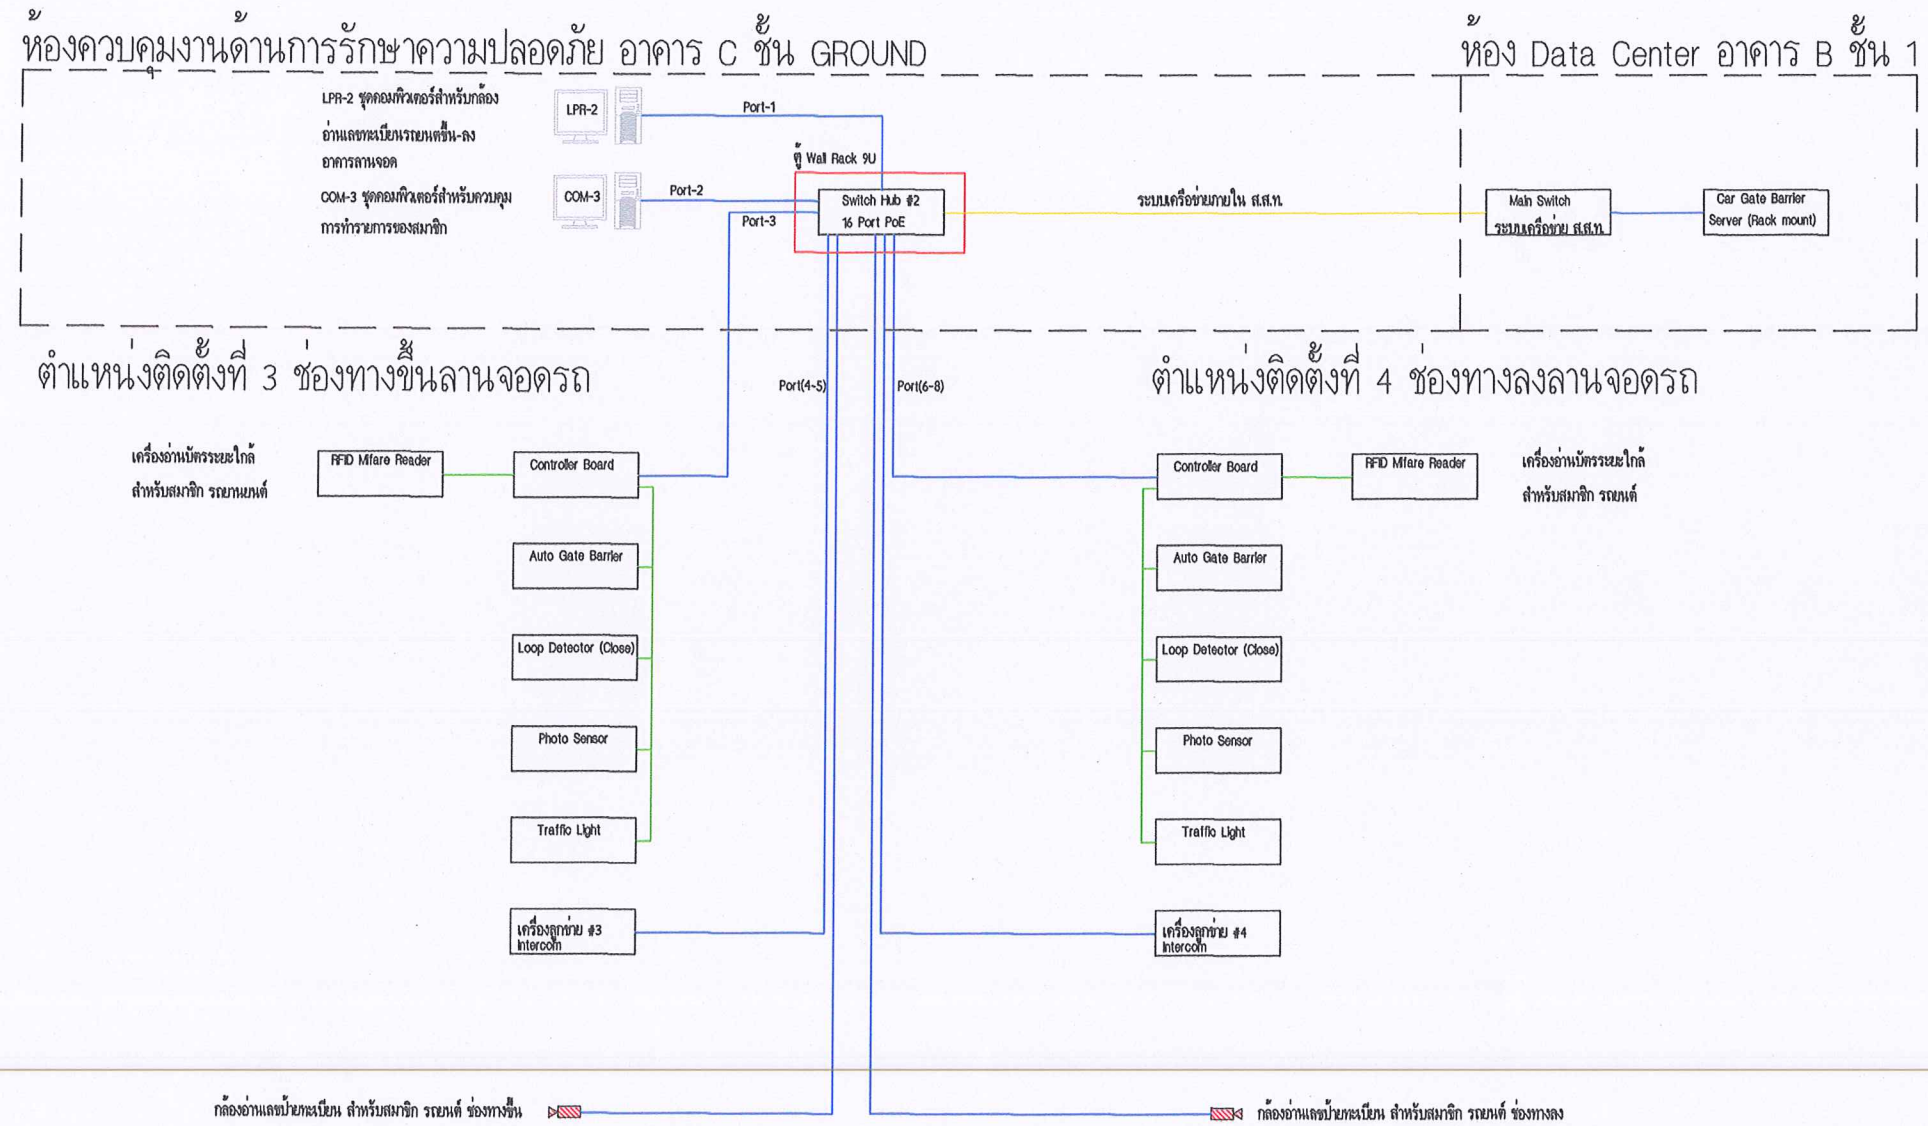 ห้องควบคุมงานด้านการรักษาความปลอดภัย อาคาร C ชั้น GROUND
ห้อง Data Center อาคาร B ชั้น 1
LPR-2 ชุดคอมพิวเตอร์สำหรับกล้อง
อ่านเลขทะเบียนรถยนต์ขึ้น-ลง
อาคารลานจอด
LPR-2
Port-1
ตู้ Wall Rack 9U
COM-3 ชุดคอมพิวเตอร์สำหรับควบคุม
การทำรายการของสมาชิก
COM-3
Port-2
Port-3
Switch Hub #2
16 Port PoE
ระบบเครือข่ายภายใน ส.ส.ท.
Main Switch
ระบบเครือข่าย ส.ส.ท.
Car Gate Barrier
Server (Rack mount)
ตำแหน่งติดตั้งที่ 3 ช่องทางขึ้นลานจอดรถ
Port(4-5)
Port(6-8)
ตำแหน่งติดตั้งที่ 4 ช่องทางลงลานจอดรถ
เครื่องอ่านบัตรระยะใกล้
สำหรับสมาชิก รถยานยนต์
RFID Mifare Reader
Controller Board
Auto Gate Barrier
Loop Detector (Close)
Photo Sensor
Traffic Light
เครื่องลูกข่าย #3
Intercom
Controller Board
RFID Mifare Reader
เครื่องอ่านบัตรระยะใกล้
สำหรับสมาชิก รถยนต์
Auto Gate Barrier
Loop Detector (Close)
Photo Sensor
Traffic Light
เครื่องลูกข่าย #4
Intercom
กล้องอ่านเลขป้ายทะเบียน สำหรับสมาชิก รถยนต์ ช่องทางขึ้น
กล้องอ่านเลขป้ายทะเบียน สำหรับสมาชิก รถยนต์ ช่องทางลง